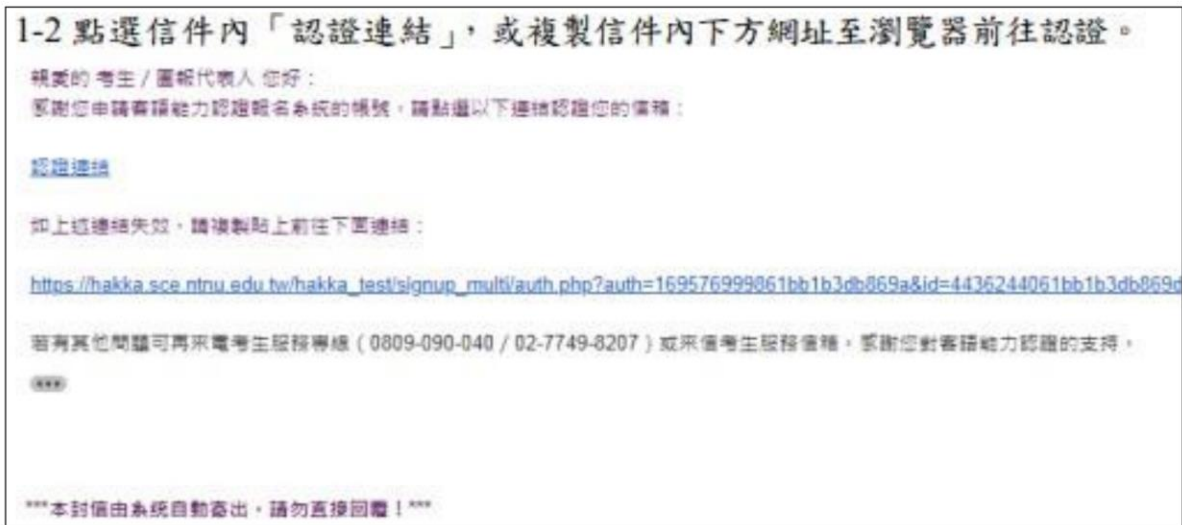 1-2 點選信件內「認證連結」，或複製信件內下方網址至瀏覽器前往認證。
親愛的 考生 / 團報代表人 您好：
感謝您申請客語能力認證報名系統的帳號，請點選以下連結認證您的信箱：
認證連結
如上述連結失效，請複製貼上前往下面連結：
https://hakka.sce.ntnu.edu.tw/hakka_test/signup_multi/auth.php?auth=169576999861bb1b3db869a&id=4436244061bb1b3db869d
若有其他問題可再來電考生服務專線（0809-090-040 / 02-7749-8207）或來信考生服務信箱，感謝您對客語能力認證的支持，
***本封信由系統自動寄出，請勿直接回覆！***